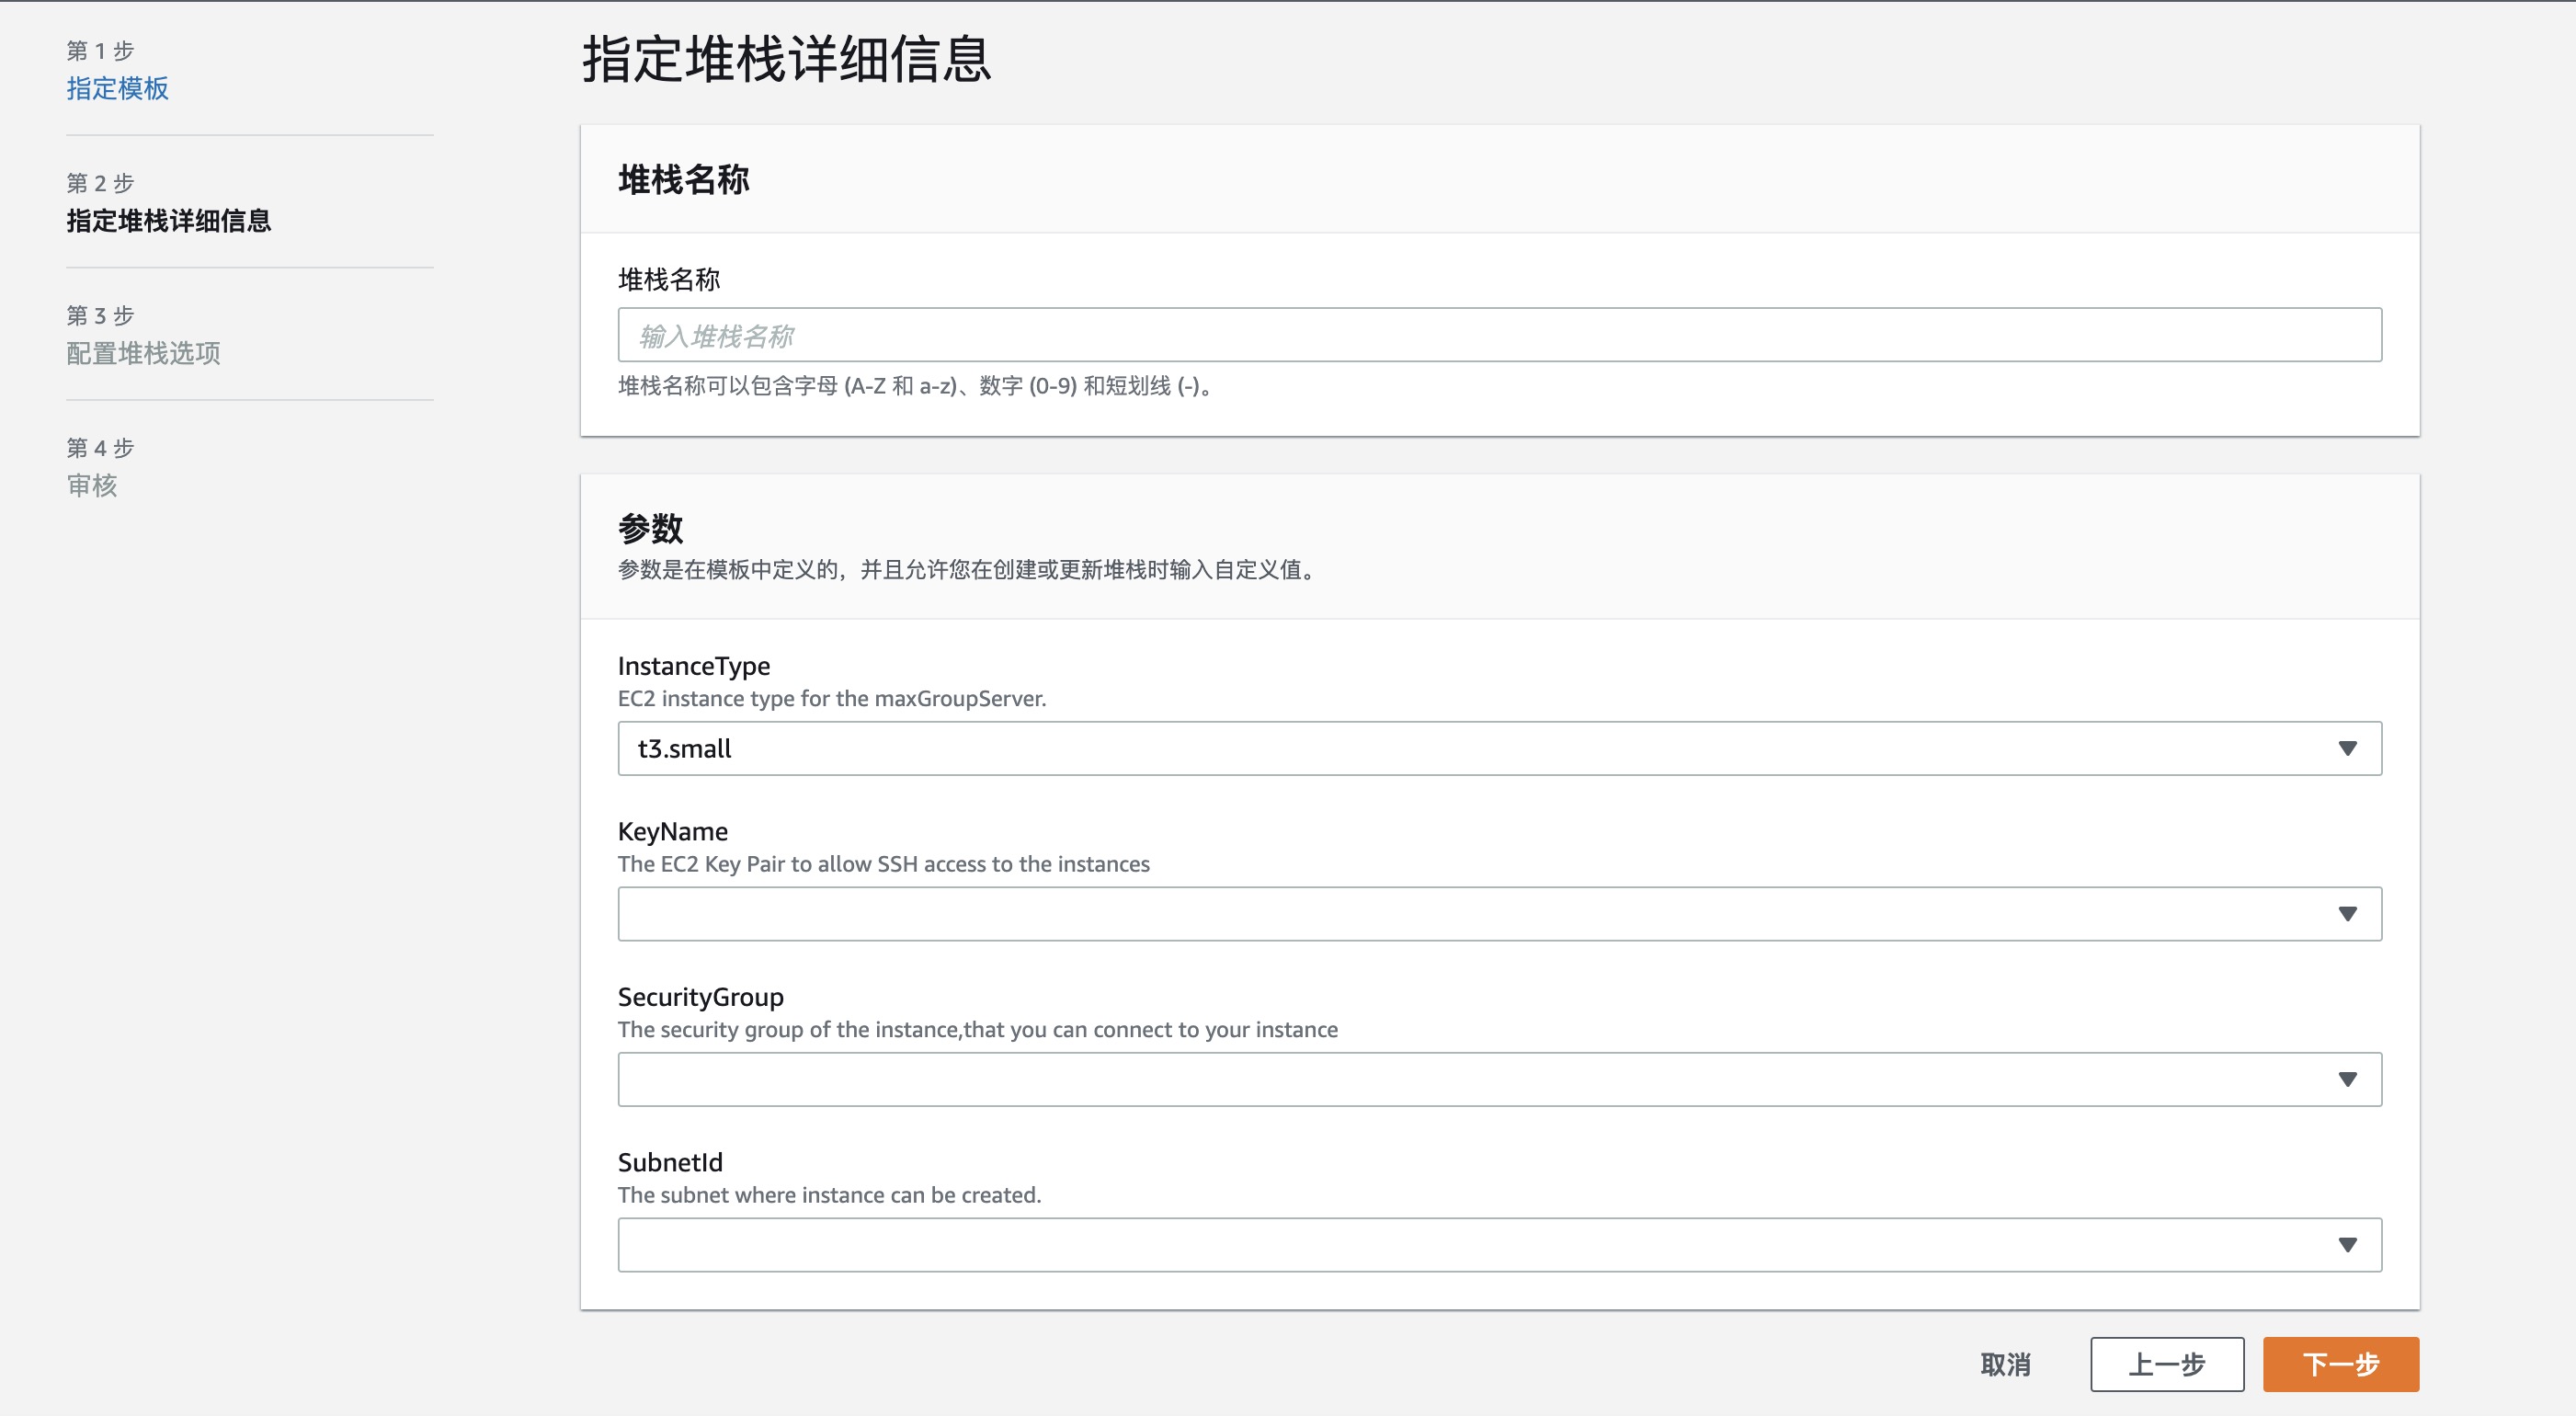 第 1 步
指定模板
第 2 步
指定堆栈详细信息
第 3 步
配置堆栈选项
第 4 步
审核
指定堆栈详细信息
堆栈名称
堆栈名称
输入堆栈名称
堆栈名称可以包含字母 (A-Z 和 a-z)、数字 (0-9) 和短划线 (-)。
参数
参数是在模板中定义的，并且允许您在创建或更新堆栈时输入自定义值。
InstanceType
EC2 instance type for the maxGroupServer.
t3.small
KeyName
The EC2 Key Pair to allow SSH access to the instances
SecurityGroup
The security group of the instance,that you can connect to your instance
SubnetId
The subnet where instance can be created.
取消
上一步
下一步